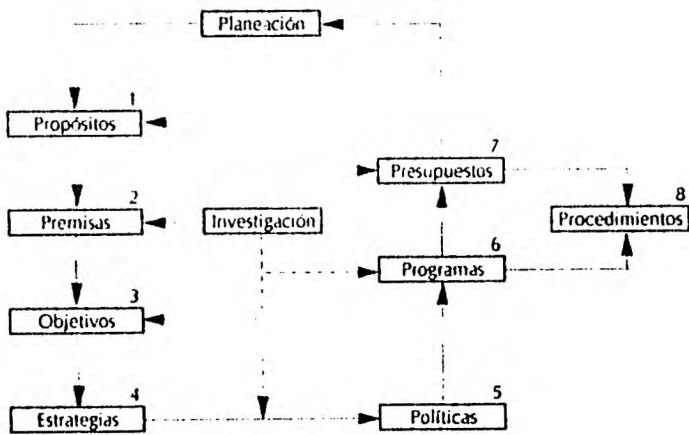 Planeación
1
Propósitos
2
Premisas
3
Objetivos
4
Estrategias
Investigación
7
Presupuestos
8
Procedimientos
6
Programas
5
Políticas